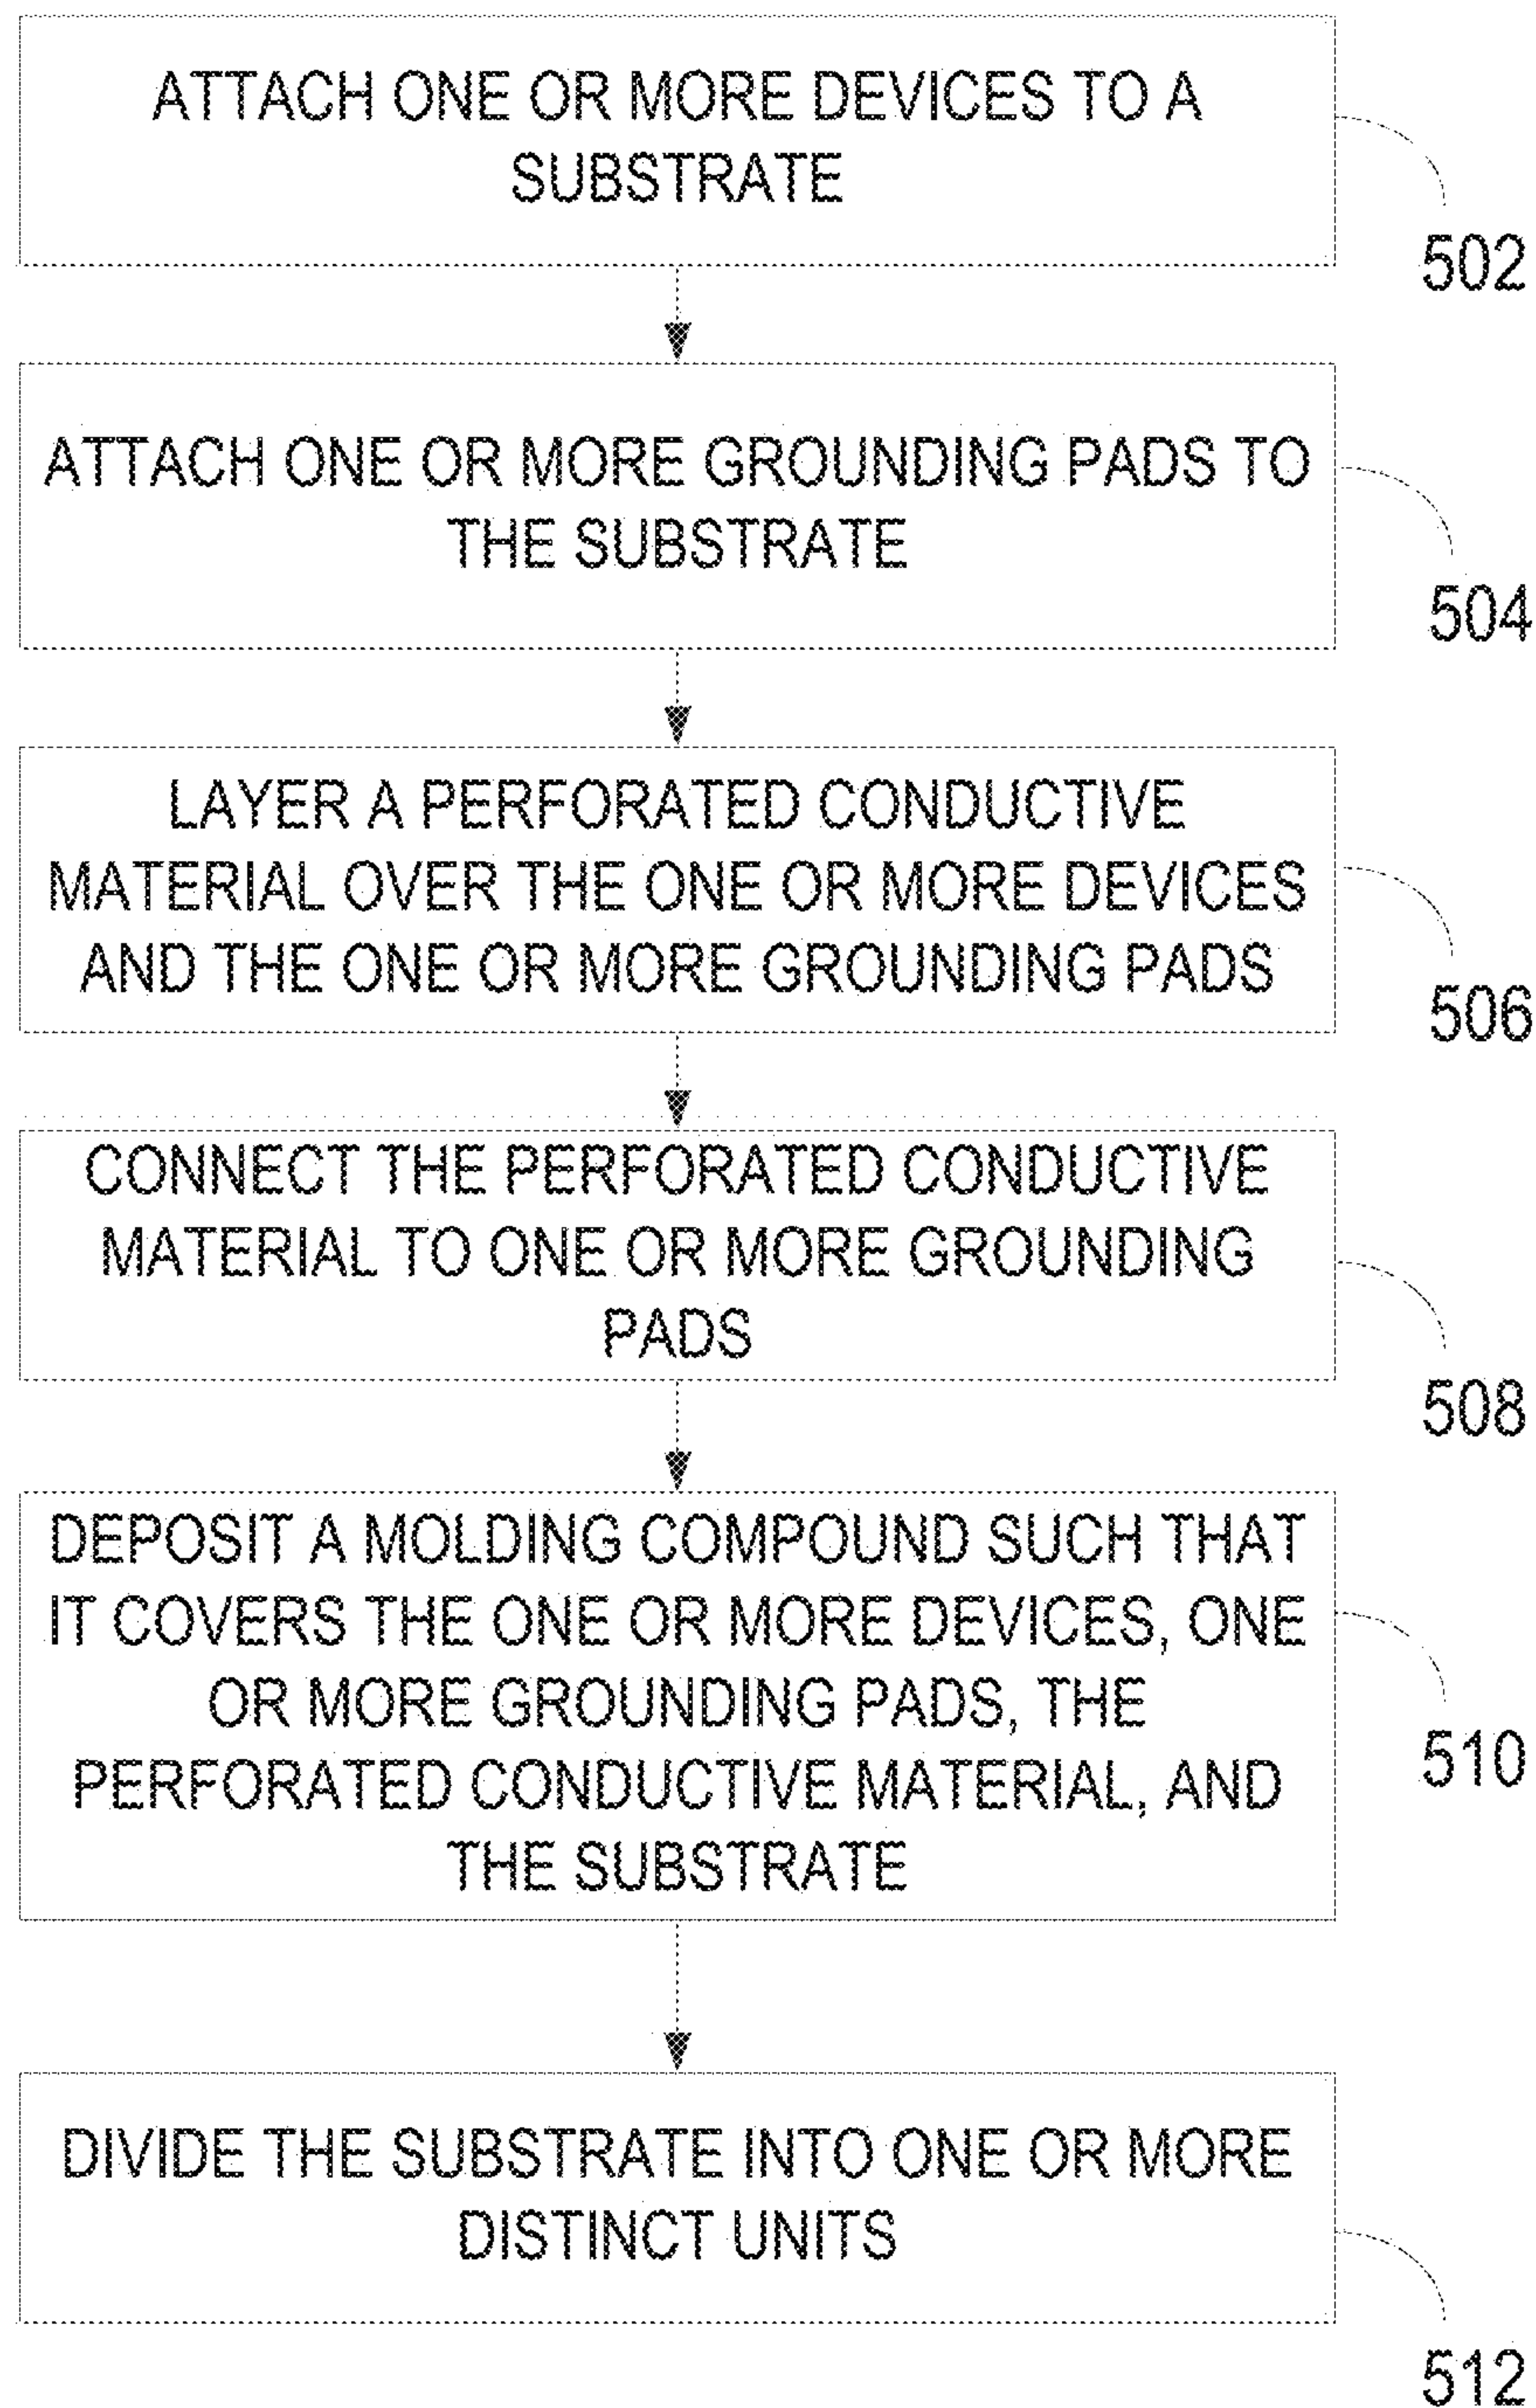 ATTACH ONE OR MORE DEVICES TO A
SUBSTRATE
502
ATTACH ONE OR MORE GROUNDING PADS TO
THE SUBSTRATE
504
LAYER A PERFORATED CONDUCTIVE
MATERIAL OVER THE ONE OR MORE DEVICES
AND THE ONE OR MORE GROUNDING PADS
506
CONNECT THE PERFORATED CONDUCTIVE
MATERIAL TO ONE OR MORE GROUNDING
PADS
508
DEPOSIT A MOLDING COMPOUND SUCH THAT
IT COVERS THE ONE OR MORE DEVICES, ONE
OR MORE GROUNDING PADS, THE
PERFORATED CONDUCTIVE MATERIAL, AND
THE SUBSTRATE
510
DIVIDE THE SUBSTRATE INTO ONE OR MORE
DISTINCT UNITS
512